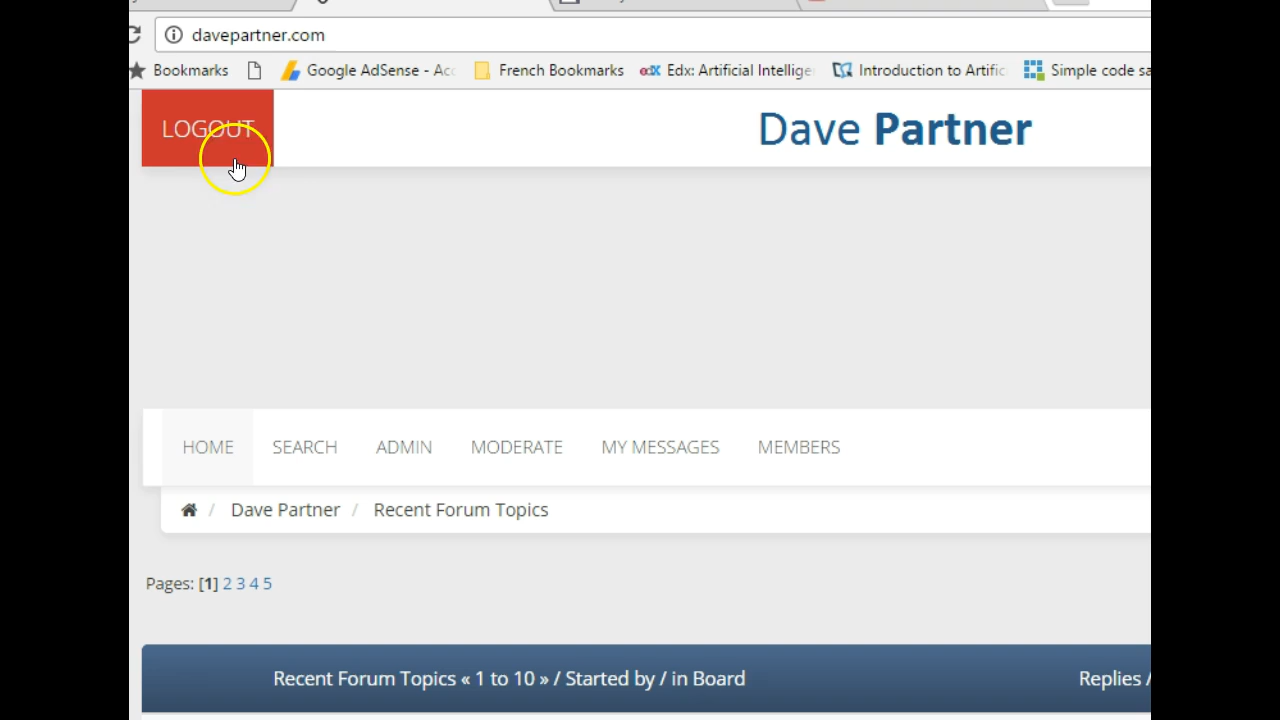 davepartner.com
Bookmarks Google AdSense - Acc French Bookmarks Edx: Artificial Intellige Introduction to Artific Simple code sa
LOGOUT
Dave Partner
HOME SEARCH ADMIN MODERATE MY MESSAGES MEMBERS
/ Dave Partner / Recent Forum Topics
Pages: [1] 2 3 4 5
Recent Forum Topics « 1 to 10 » / Started by / in Board Replies /